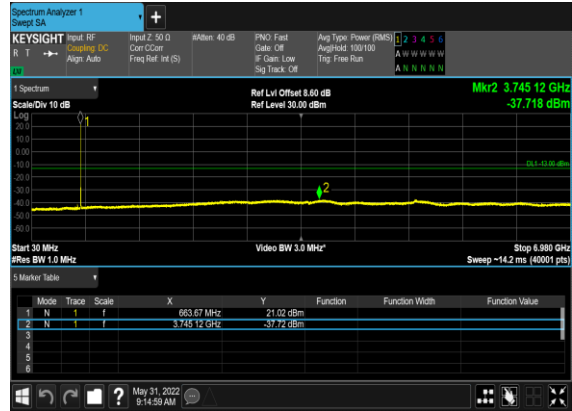 Spectrum Analyzer 1
Swept SA
+
KEYSIGHT Input: RF Input Z: 50 Ω #Atten: 40 dB PNO: Fast Avg Type: Power (RMS) 1 2 3 4 5 6
R T Coupling: DC Corr CCorr Gate: Off Avg|Hold: 100/100 A W W W W W
Align: Auto Freq Ref: Int (S) IF Gain: Low Trig: Free Run
Sig Track: Off A N N N N N
1 Spectrum Ref Lvl Offset 8.60 dB Mkr2 3.745 12 GHz
Scale/Div 10 dB Ref Level 30.00 dBm -37.718 dBm
Log
20.0
10.0
0.00
-10.0
-20.0
-30.0
-40.0
-50.0
-60.0
1
2
DL1 -13.00 dBm
Start 30 MHz Video BW 3.0 MHz* Stop 6.980 GHz
#Res BW 1.0 MHz Sweep ~14.2 ms (40001 pts)
5 Marker Table
Mode Trace Scale X Y Function Function Width Function Value
1 N 1 f 663.67 MHz 21.02 dBm
2 N 1 f 3.745 12 GHz -37.72 dBm
3
4
5
6
? May 31, 2022
9:14:59 AM